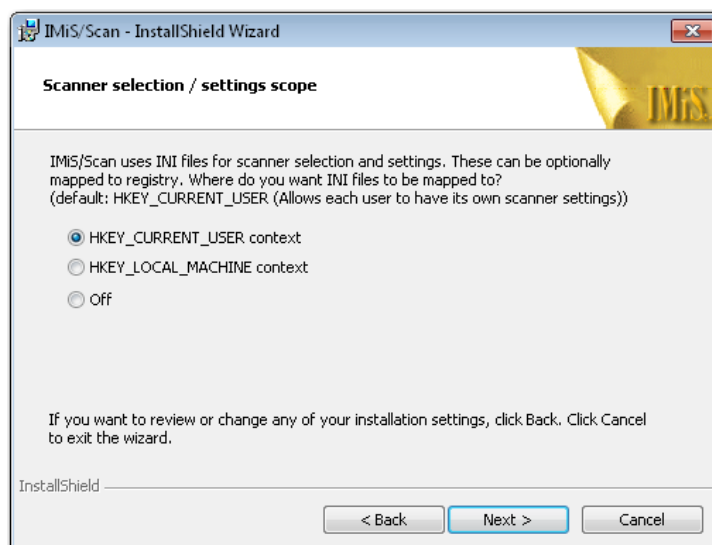 IMiS/Scan - InstallShield Wizard
Scanner selection / settings scope
IMiS
IMiS/Scan uses INI files for scanner selection and settings. These can be optionally
mapped to registry. Where do you want INI files to be mapped to?
(default: HKEY_CURRENT_USER (Allows each user to have its own scanner settings))
HKEY_CURRENT_USER context
HKEY_LOCAL_MACHINE context
Off
If you want to review or change any of your installation settings, click Back. Click Cancel
to exit the wizard.
InstallShield
< Back
Next >
Cancel